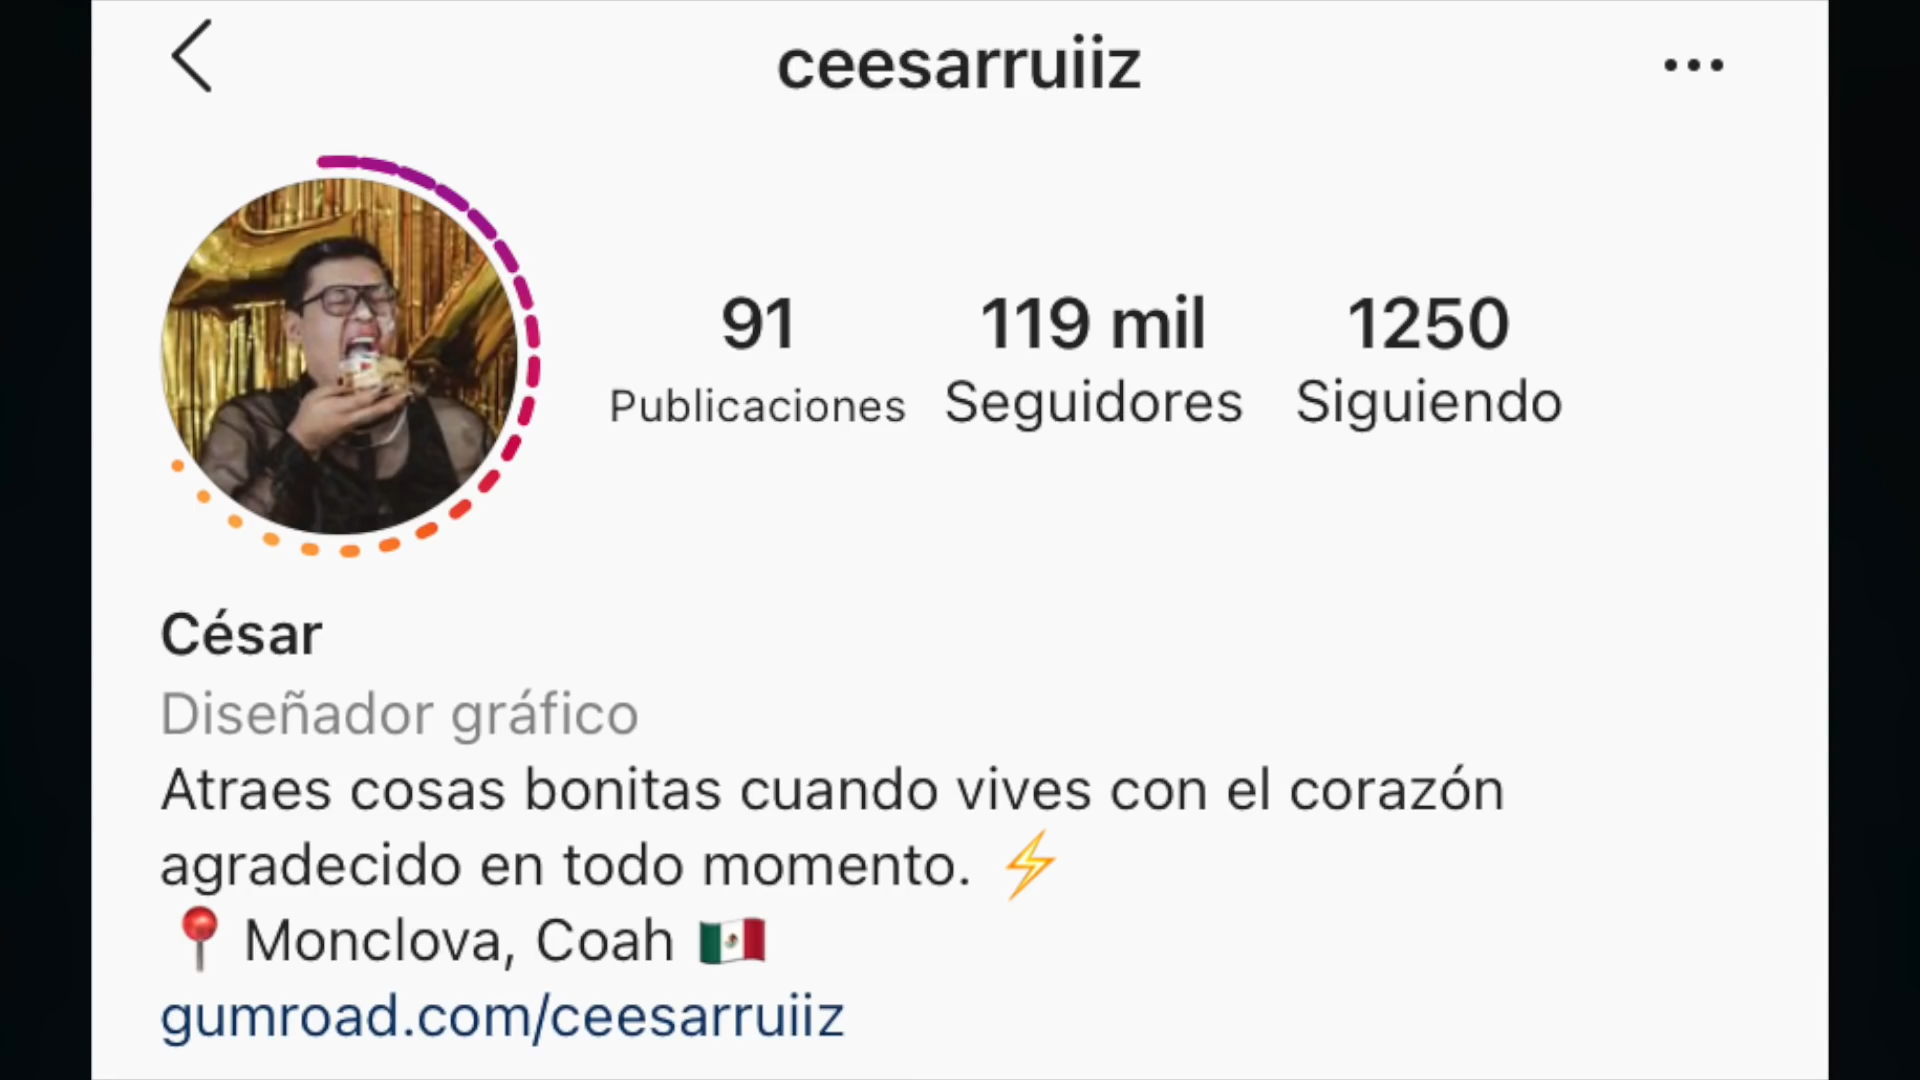 ceesarruiiz
91 119 mil 1250
Publicaciones Seguidores Siguiendo
César
Diseñador gráfico
Atraes cosas bonitas cuando vives con el corazón
agradecido en todo momento. ⚡
📍 Monclova, Coah 🇲🇽
gumroad.com/ceesarruiiz